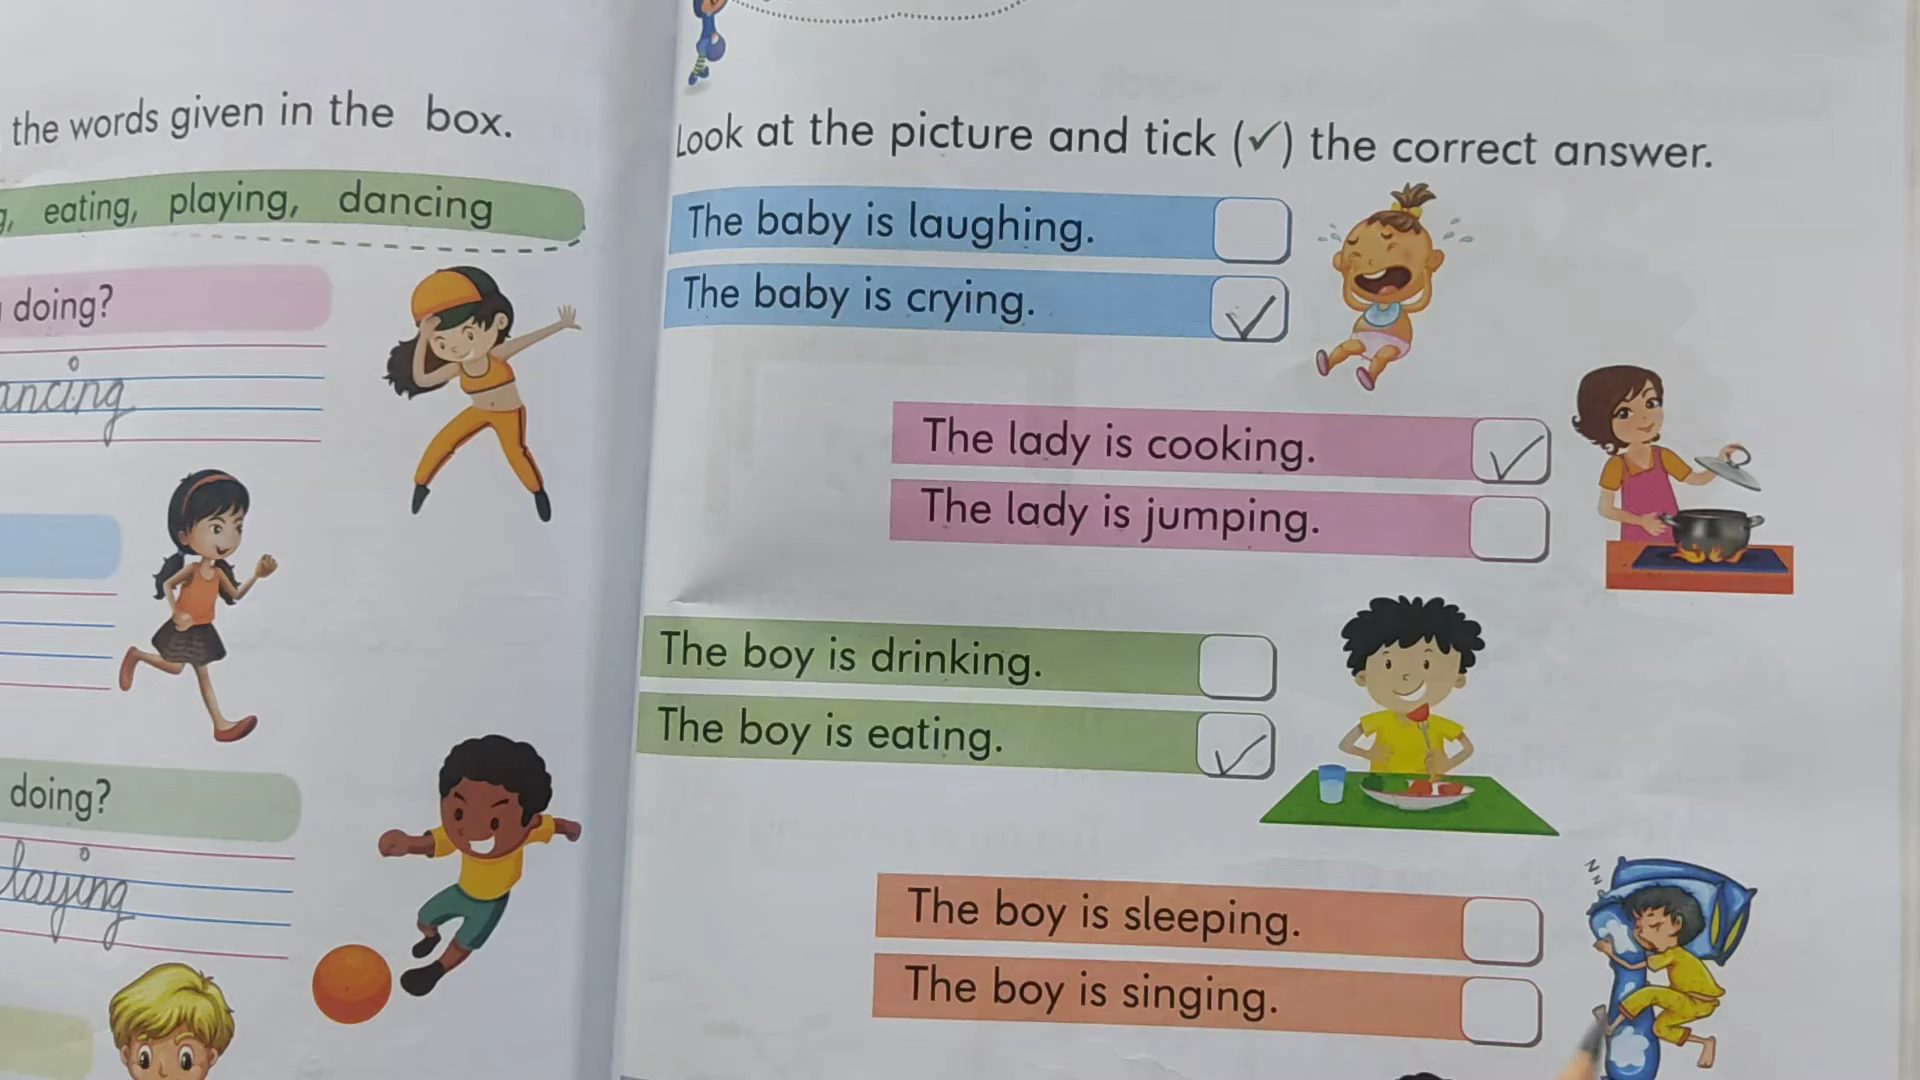 the words given in the box.
eating, playing, dancing
doing?
ancing
doing?
laying
Look at the picture and tick (✓) the correct answer.
The baby is laughing.
The baby is crying.
The lady is cooking.
The lady is jumping.
The boy is drinking.
The boy is eating.
z z z
The boy is sleeping.
The boy is singing.